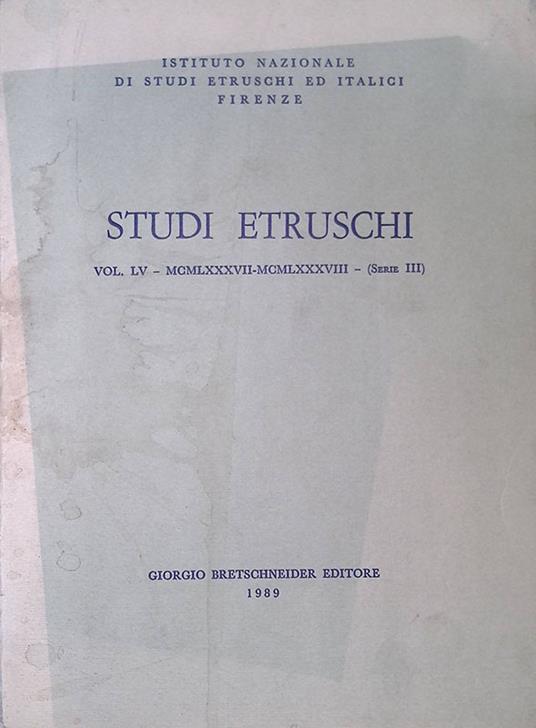 ISTITUTO NAZIONALE
DI STUDI ETRUSCHI ED ITALICI
FIRENZE
STUDI ETRUSCHI
VOL. LV – MCMLXXXVII-MCMLXXXVIII – (Serie III)
GIORGIO BRETSCHNEIDER EDITORE
1989